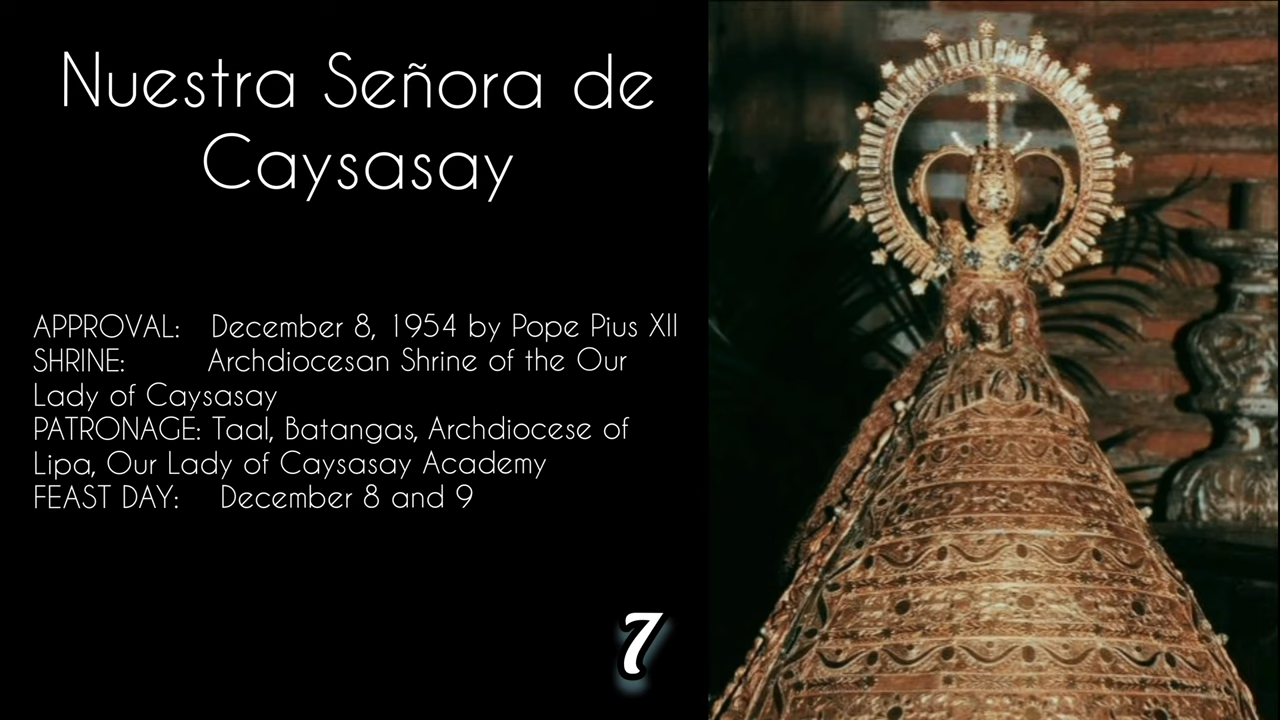 Nuestra Señora de
Caysasay
APPROVAL: December 8, 1954 by Pope Pius XII
SHRINE: Archdiocesan Shrine of the Our
Lady of Caysasay
PATRONAGE: Taal, Batangas, Archdiocese of
Lipa, Our Lady of Caysasay Academy
FEAST DAY: December 8 and 9
7